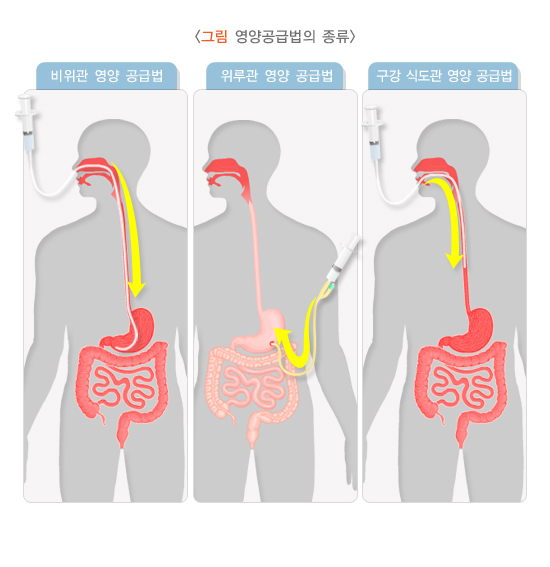 <그림 영양공급법의 종류>
비위관 영양 공급법
위루관 영양 공급법
구강 식도관 영양 공급법